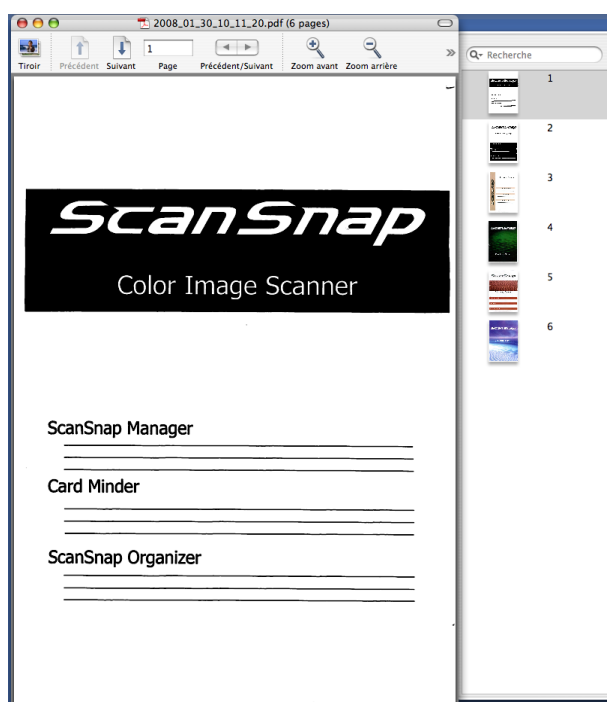 2008_01_30_10_11_20.pdf (6 pages)
1
Tiroir Précédent Suivant Page Précédent/Suivant Zoom avant Zoom arrière »
Recherche
ScanSnap
Color Image Scanner
ScanSnap Manager
Card Minder
ScanSnap Organizer
1
2
3
4
5
6